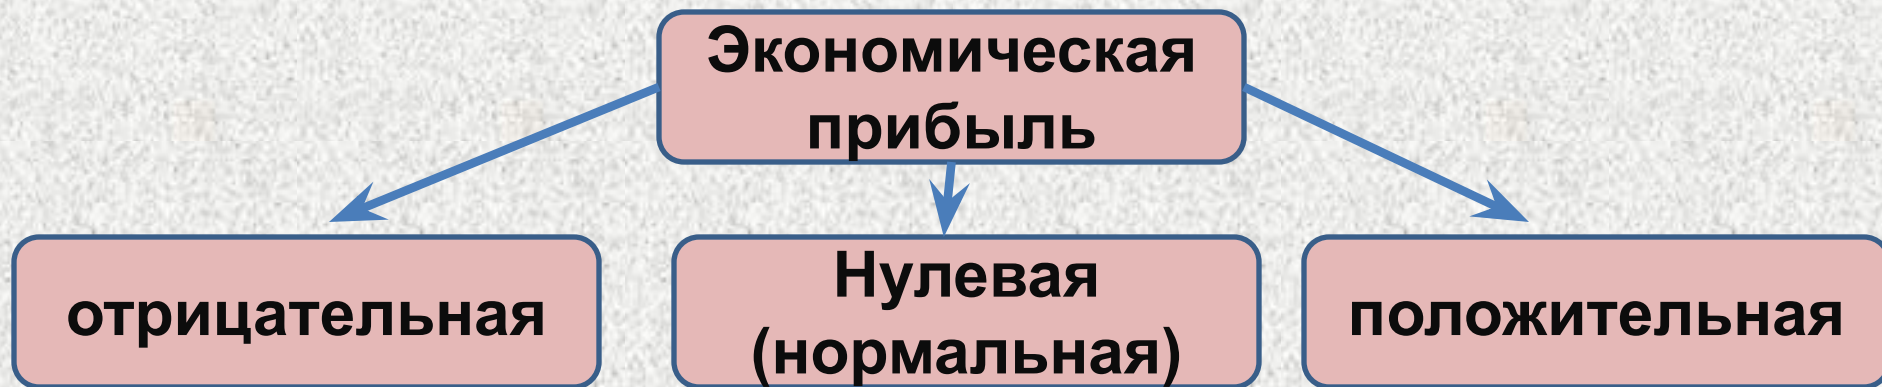 Экономическая
прибыль
отрицательная
Нулевая
(нормальная)
положительная